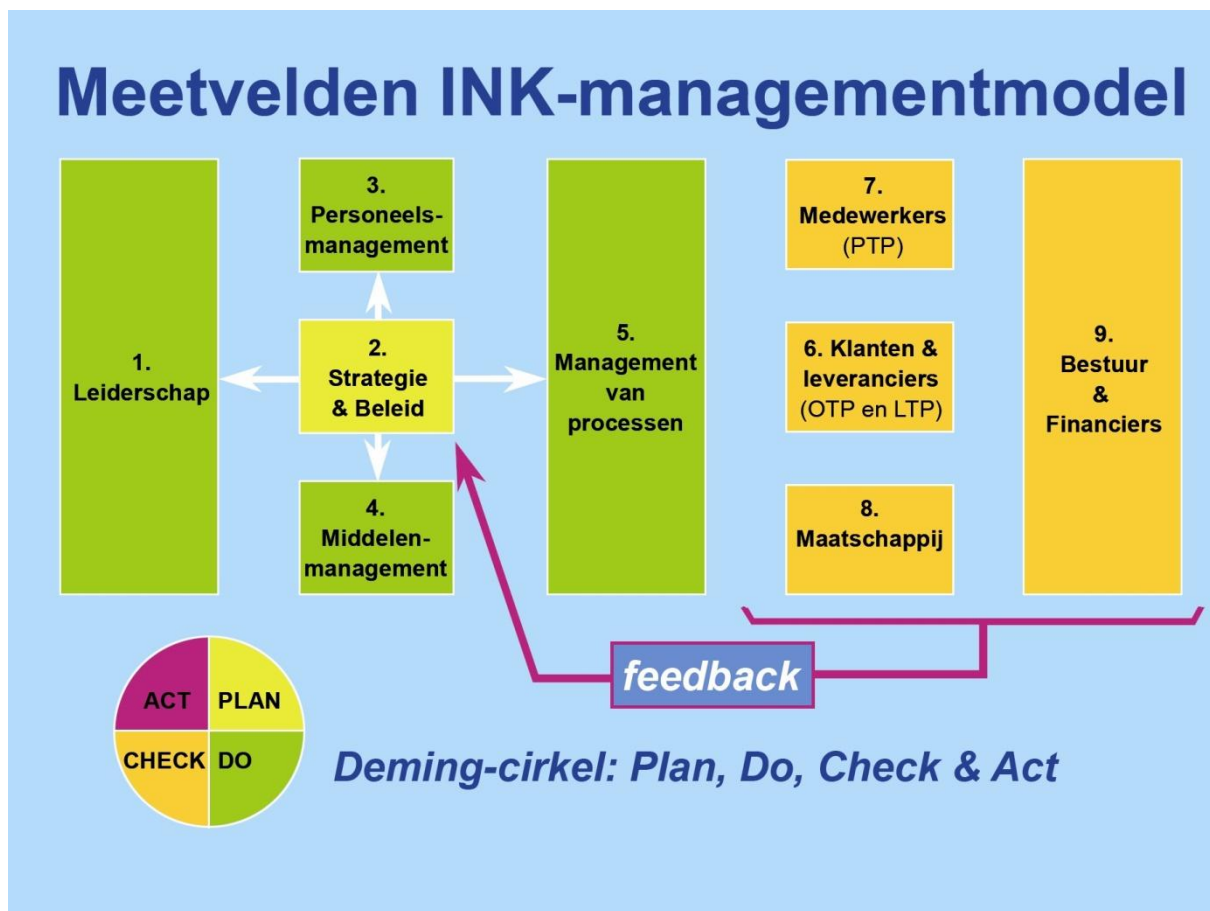 Meetvelden INK-managementmodel
1.
Leiderschap
3.
Personeels-
management
2.
Strategie
& Beleid
4.
Middelen-
management
5.
Management
van
processen
7.
Medewerkers
(PTP)
6. Klanten &
leveranciers
(OTP en LTP)
8.
Maatschappij
9.
Bestuur
&
Financiers
feedback
ACT
PLAN
CHECK
DO
Deming-cirkel: Plan, Do, Check & Act